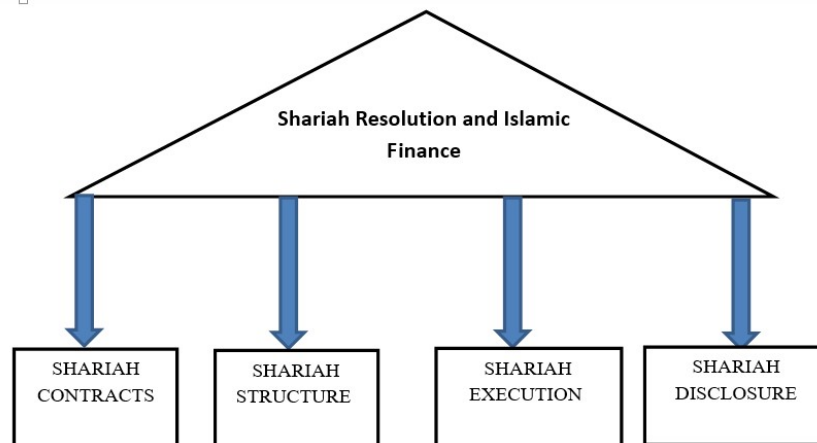 Shariah Resolution and Islamic
Finance
SHARIAH
CONTRACTS
SHARIAH
STRUCTURE
SHARIAH
EXECUTION
SHARIAH
DISCLOSURE